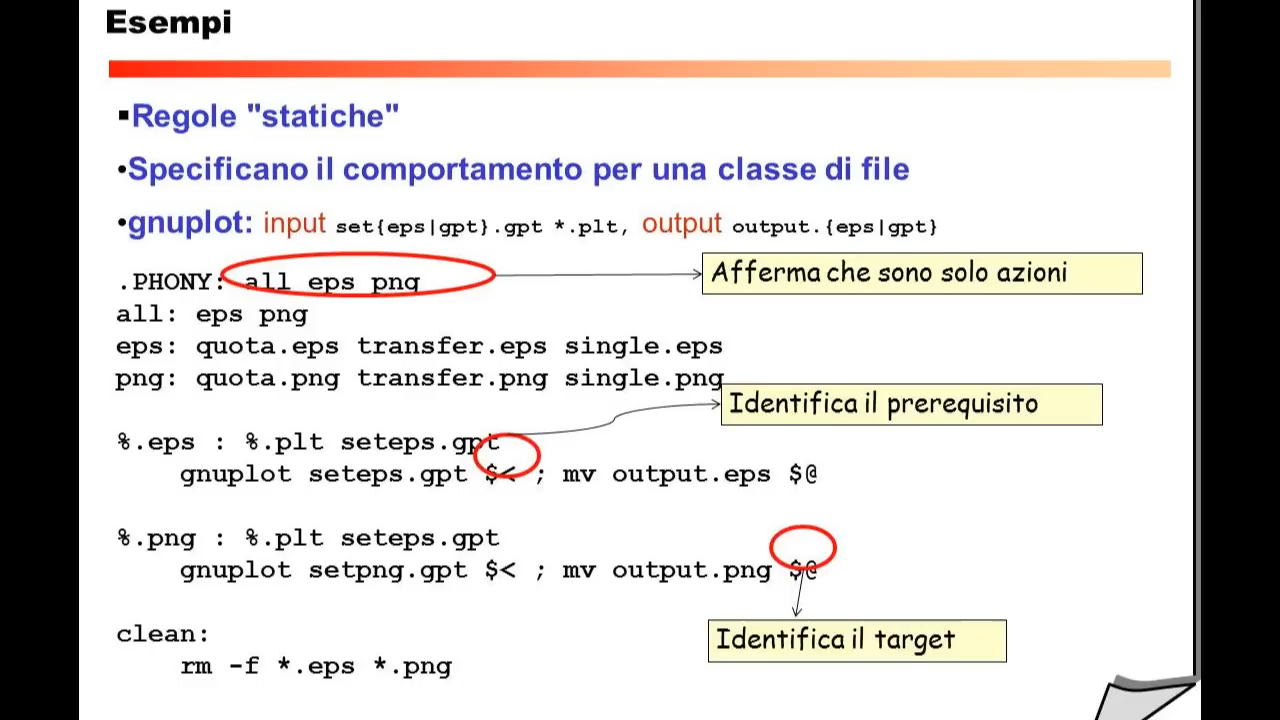 Esempi
Regole "statiche"
Specificano il comportamento per una classe di file
gnuplot: input set{eps|gpt}.gpt *.plt, output output.{eps|gpt}
.PHONY: all eps png
Afferma che sono solo azioni
all: eps png
eps: quota.eps transfer.eps single.eps
png: quota.png transfer.png single.png
Identifica il prerequisito
%.eps : %.plt seteps.gpt
gnuplot seteps.gpt $< ; mv output.eps $@
%.png : %.plt seteps.gpt
gnuplot setpng.gpt $< ; mv output.png $@
Identifica il target
clean:
rm -f *.eps *.png